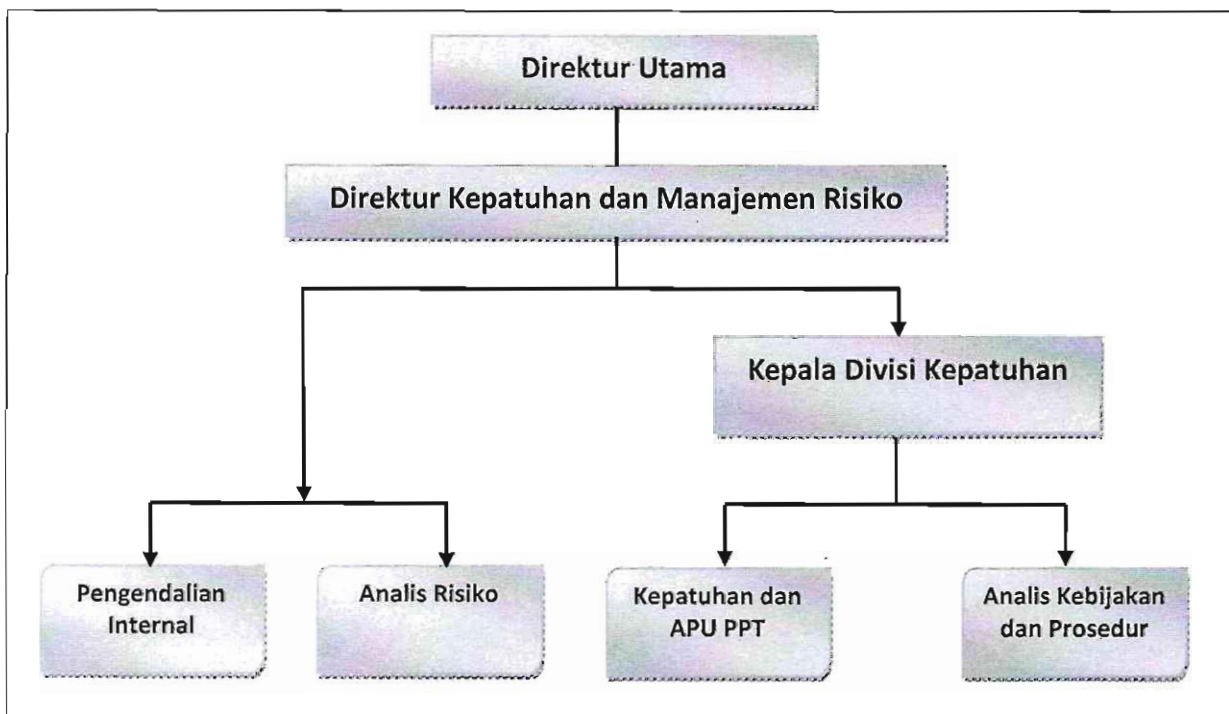 Direktur Utama
Direktur Kepatuhan dan Manajemen Risiko
Kepala Divisi Kepatuhan
Pengendalian
Internal
Analis Risiko
Kepatuhan dan
APU PPT
Analis Kebijakan
dan Prosedur